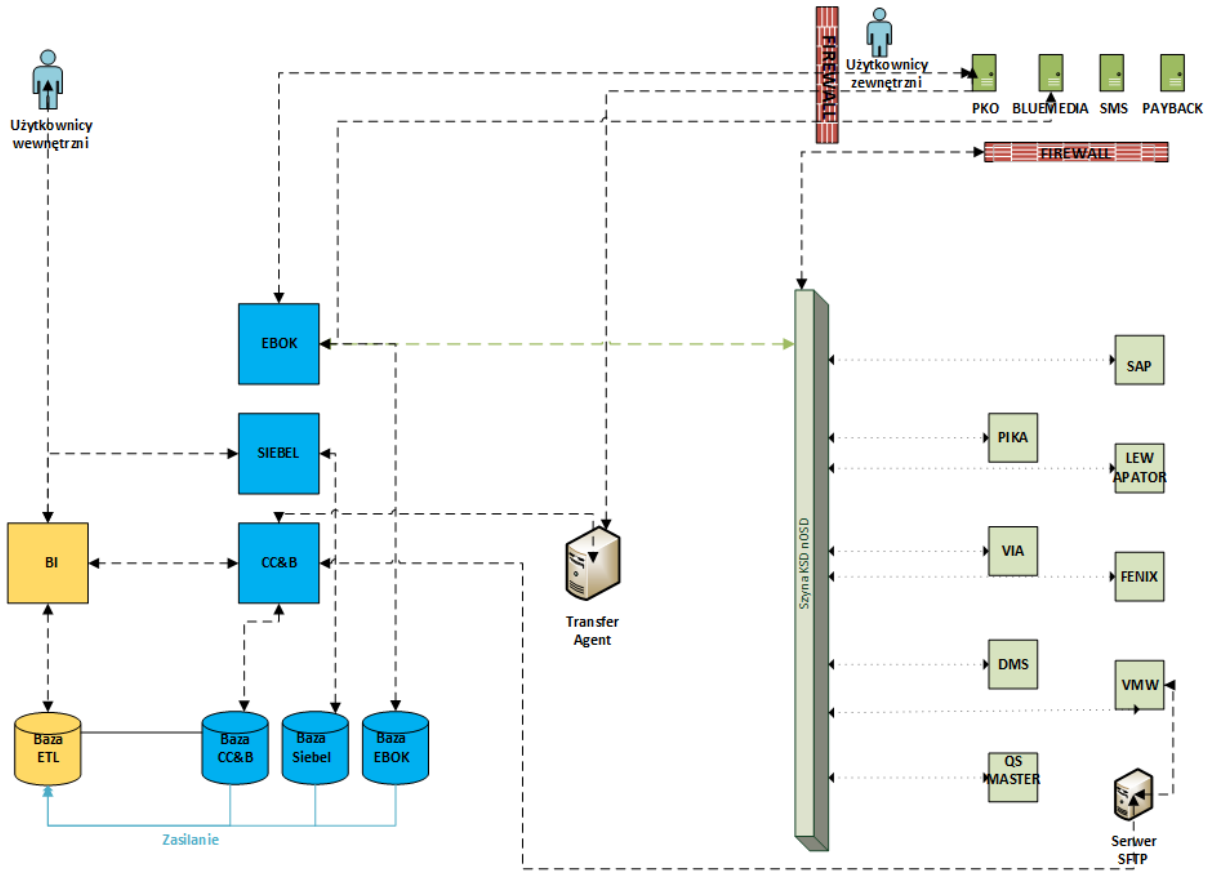 FIREWALL
Użytkownicy
zewnętrzni
PKO
BLUEMEDIA
SMS
PAYBACK
Użytkownicy
wewnętrzni
FIREWALL
EBOK
SAP
SIEBEL
PIKA
LEW
APATOR
BI
CC&B
VIA
FENIX
Szyna KSD nOSD
Transfer
Agent
DMS
VMW
Baza
ETL
Baza
CC&B
Baza
Siebel
Baza
EBOK
QS
MASTER
Zasilanie
Serwer
SFTP